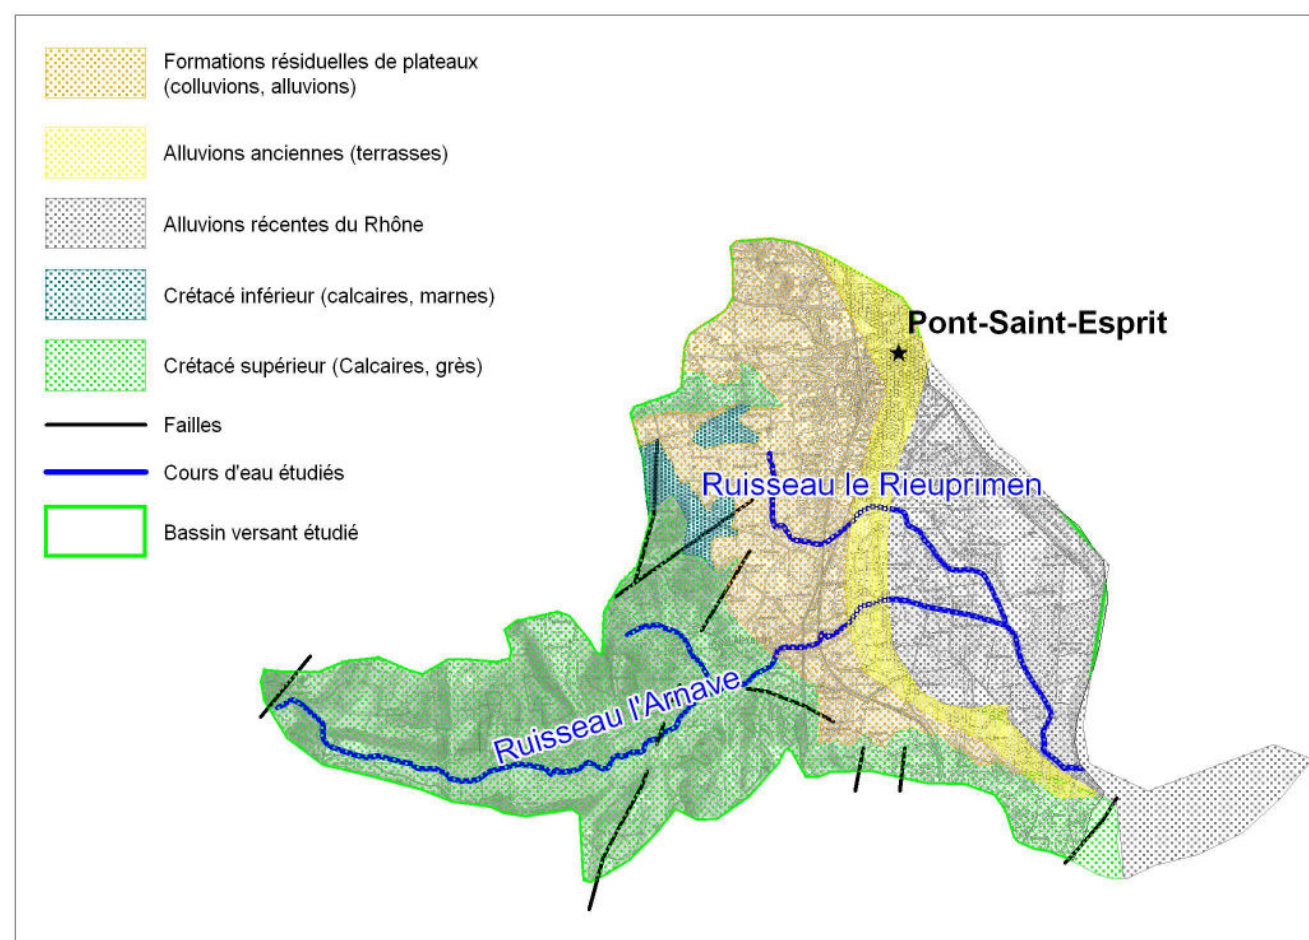 Formations résiduelles de plateaux
(colluvions, alluvions)
Alluvions anciennes (terrasses)
Alluvions récentes du Rhône
Crétacé inférieur (calcaires, marnes)
Crétacé supérieur (Calcaires, grès)
Failles
Cours d'eau étudiés
Bassin versant étudié
Pont-Saint-Esprit
Ruisseau le Rieuprimen
Ruisseau l'Arnave